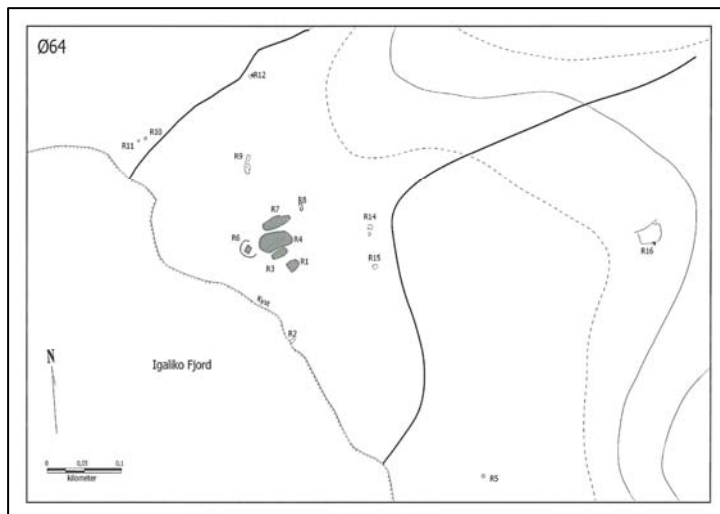 Ø64
R12
R11
R10
R9
R8
R7
R14
R6
R4
R3
R1
R15
R16
Kyst
R2
Igaliko Fjord
N
0 0,05 0,1
kilometer
R5